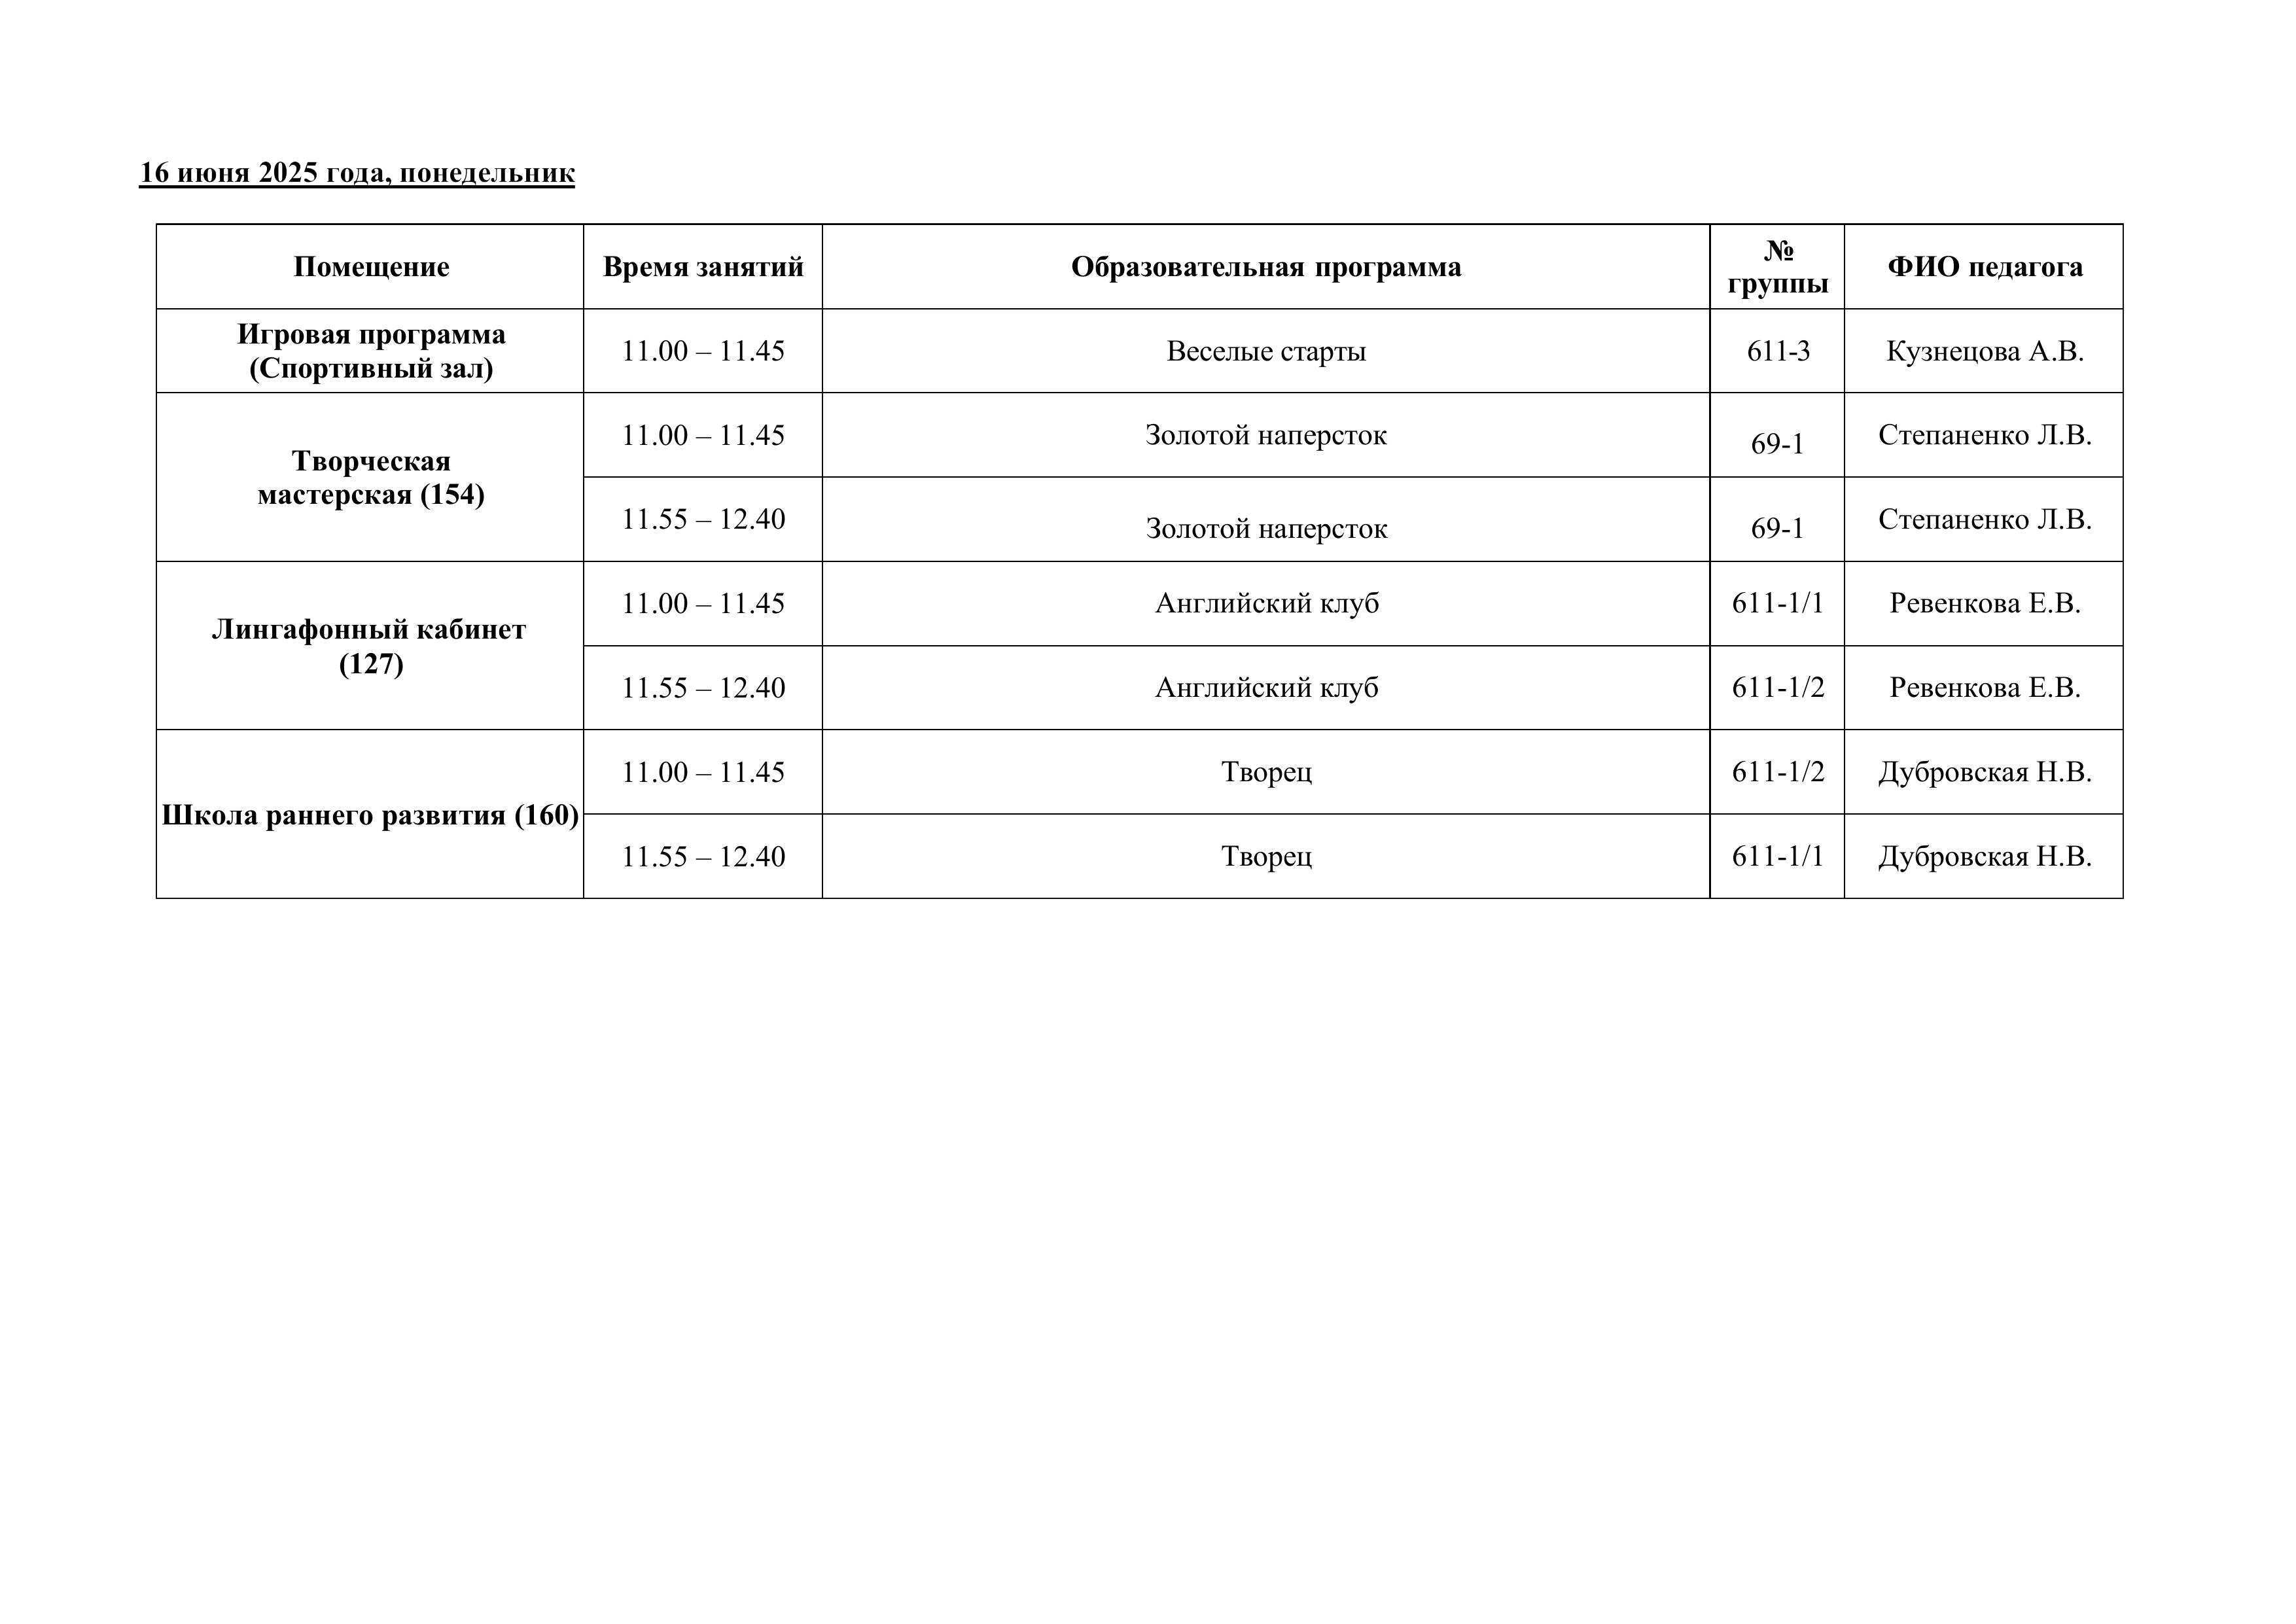 16 июня 2025 года, понедельник
Помещение
Время занятий
Образовательная программа
№
группы
ФИО педагога
Игровая программа
(Спортивный зал)
11.00 – 11.45
Веселые старты
611-3
Кузнецова А.В.
Творческая
мастерская (154)
11.00 – 11.45
Золотой наперсток
69-1
Степаненко Л.В.
11.55 – 12.40
Золотой наперсток
69-1
Степаненко Л.В.
Лингафонный кабинет
(127)
11.00 – 11.45
Английский клуб
611-1/1
Ревенкова Е.В.
11.55 – 12.40
Английский клуб
611-1/2
Ревенкова Е.В.
Школа раннего развития (160)
11.00 – 11.45
Творец
611-1/2
Дубровская Н.В.
11.55 – 12.40
Творец
611-1/1
Дубровская Н.В.